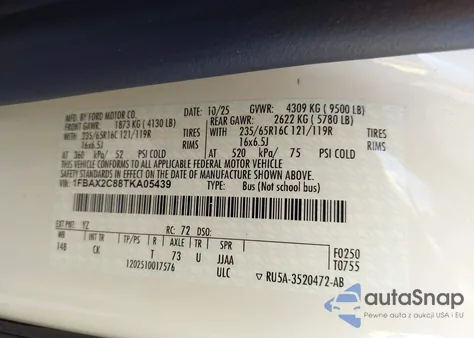 MFD. BY FORD MOTOR CO. 10/25 GVWR: 4309 KG ( 9500 LB)
FRONT GAWR: 1873 KG ( 4130 LB) REAR GAWR: 2622 KG ( 5780 LB)
WITH 235/65R16C 121/119R TIRES WITH 235/65R16C 121/119R TIRES
16x6.5J RIMS 16x6.5J RIMS
AT 360 kPa/ 52 PSI COLD AT 520 kPa/ 75 PSI COLD
THIS VEHICLE CONFORMS TO ALL APPLICABLE FEDERAL MOTOR VEHICLE
SAFETY STANDARDS IN EFFECT ON THE DATE OF MANUFACTURE SHOWN ABOVE.
VIN: 1FBAX2C88TKA05439 TYPE: Bus (Not school bus)
EXT PNT: YZ RC: 72 DSO:
WB INT TR TP/PS R AXLE TR SPR
148 CK T 73 U JJAA F0250
1202510017576 ULC T0755
▽ RU5A-3520472-AB
autoSnap
Pewne auta z USA i EU